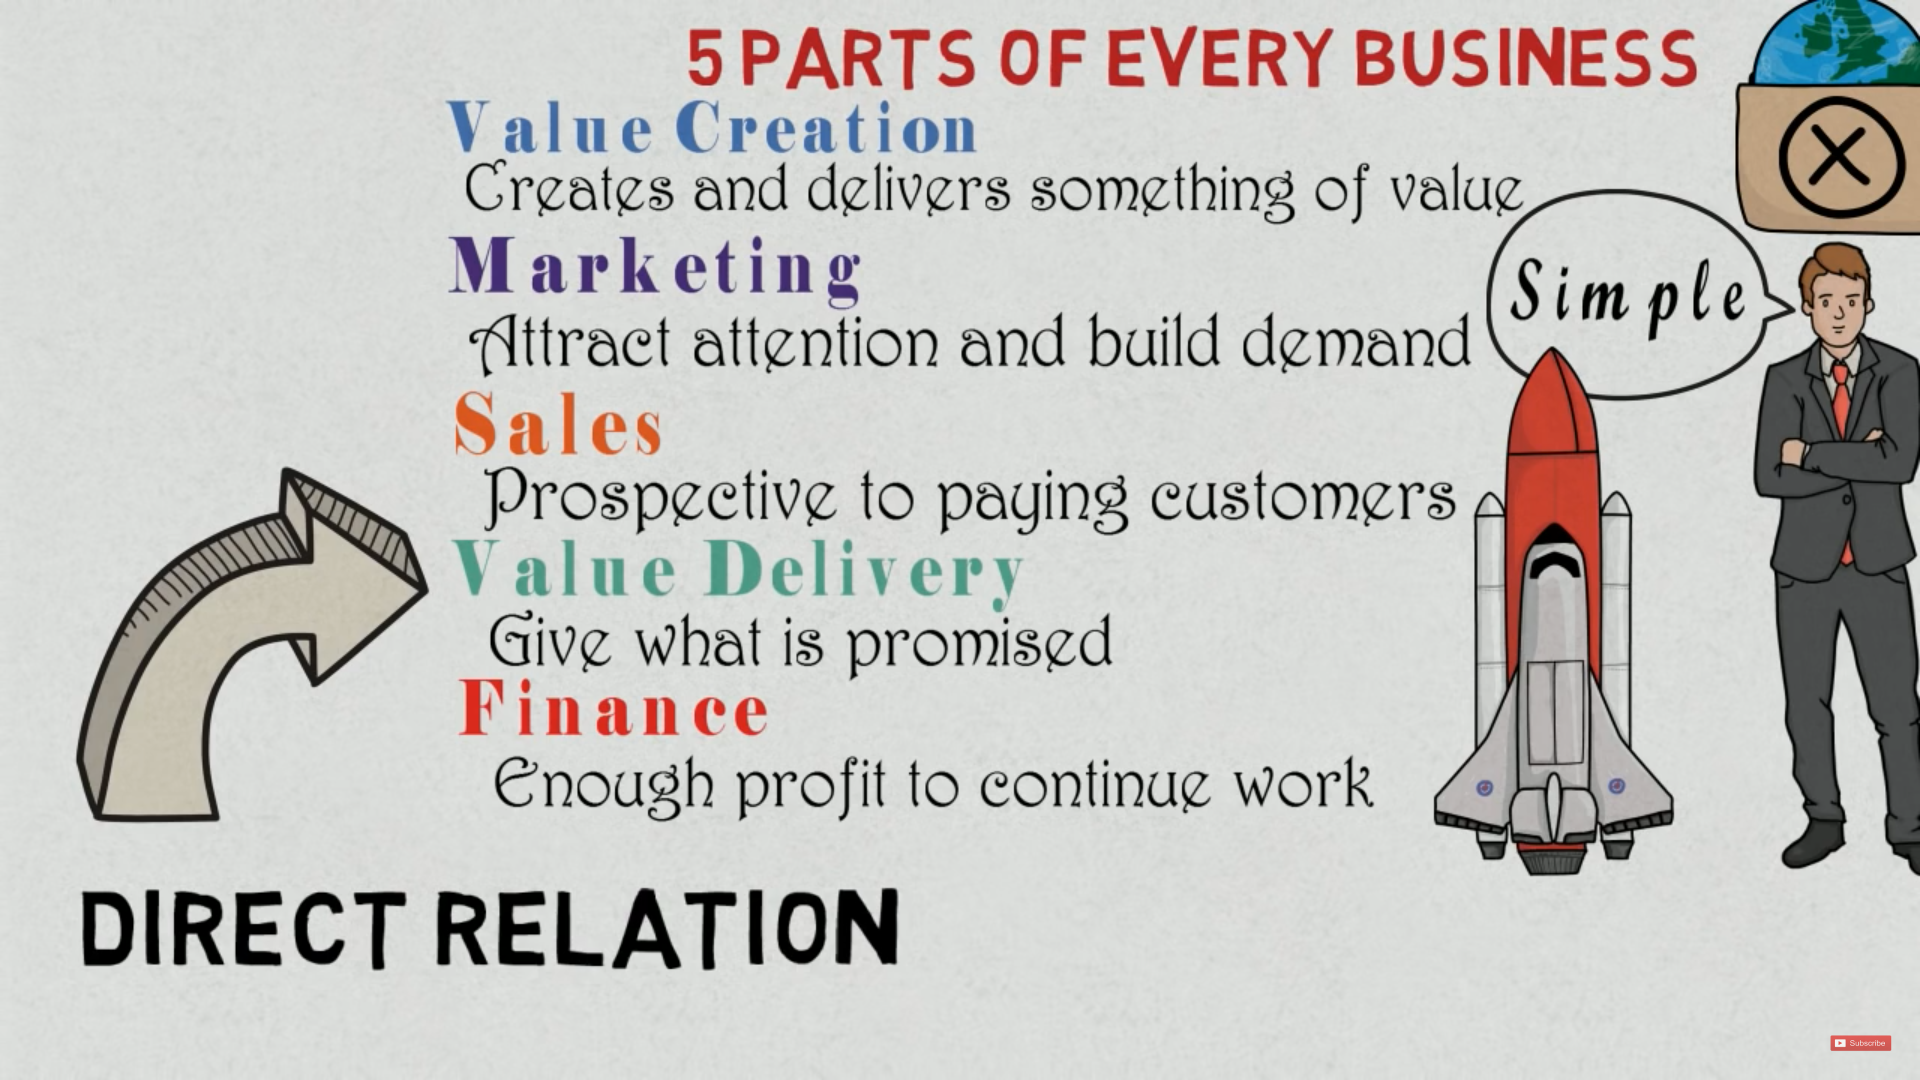 5 PARTS OF EVERY BUSINESS
Value Creation
Creates and delivers something of value
Marketing
Simple
Attract attention and build demand
Sales
Prospective to paying customers
Value Delivery
Give what is promised
Finance
Enough profit to continue work
DIRECT RELATION
Subscribe